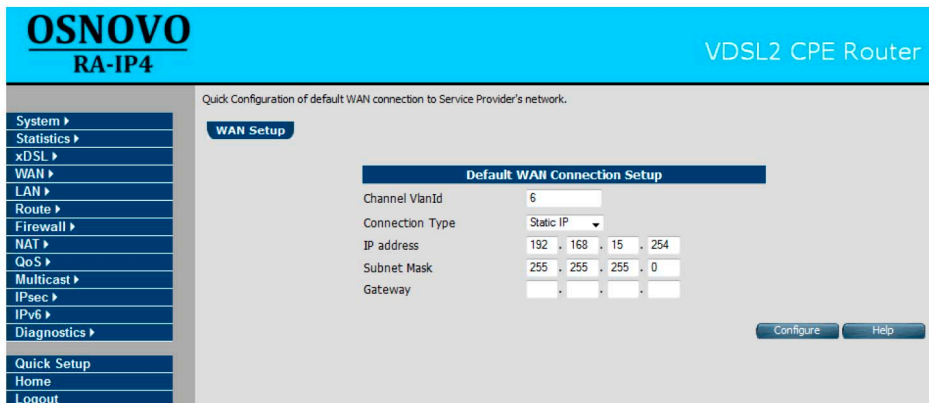 OSNOVO
RA-IP4
VDSL2 CPE Router
Quick Configuration of default WAN connection to Service Provider's network.
WAN Setup
System
Statistics
xDSL
WAN
LAN
Route
Firewall
NAT
QoS
Multicast
IPsec
IPv6
Diagnostics
Quick Setup
Home
Logout
Default WAN Connection Setup
Channel VlanId 6
Connection Type Static IP
IP address 192 . 168 . 15 . 254
Subnet Mask 255 . 255 . 255 . 0
Gateway . . .
Configure Help